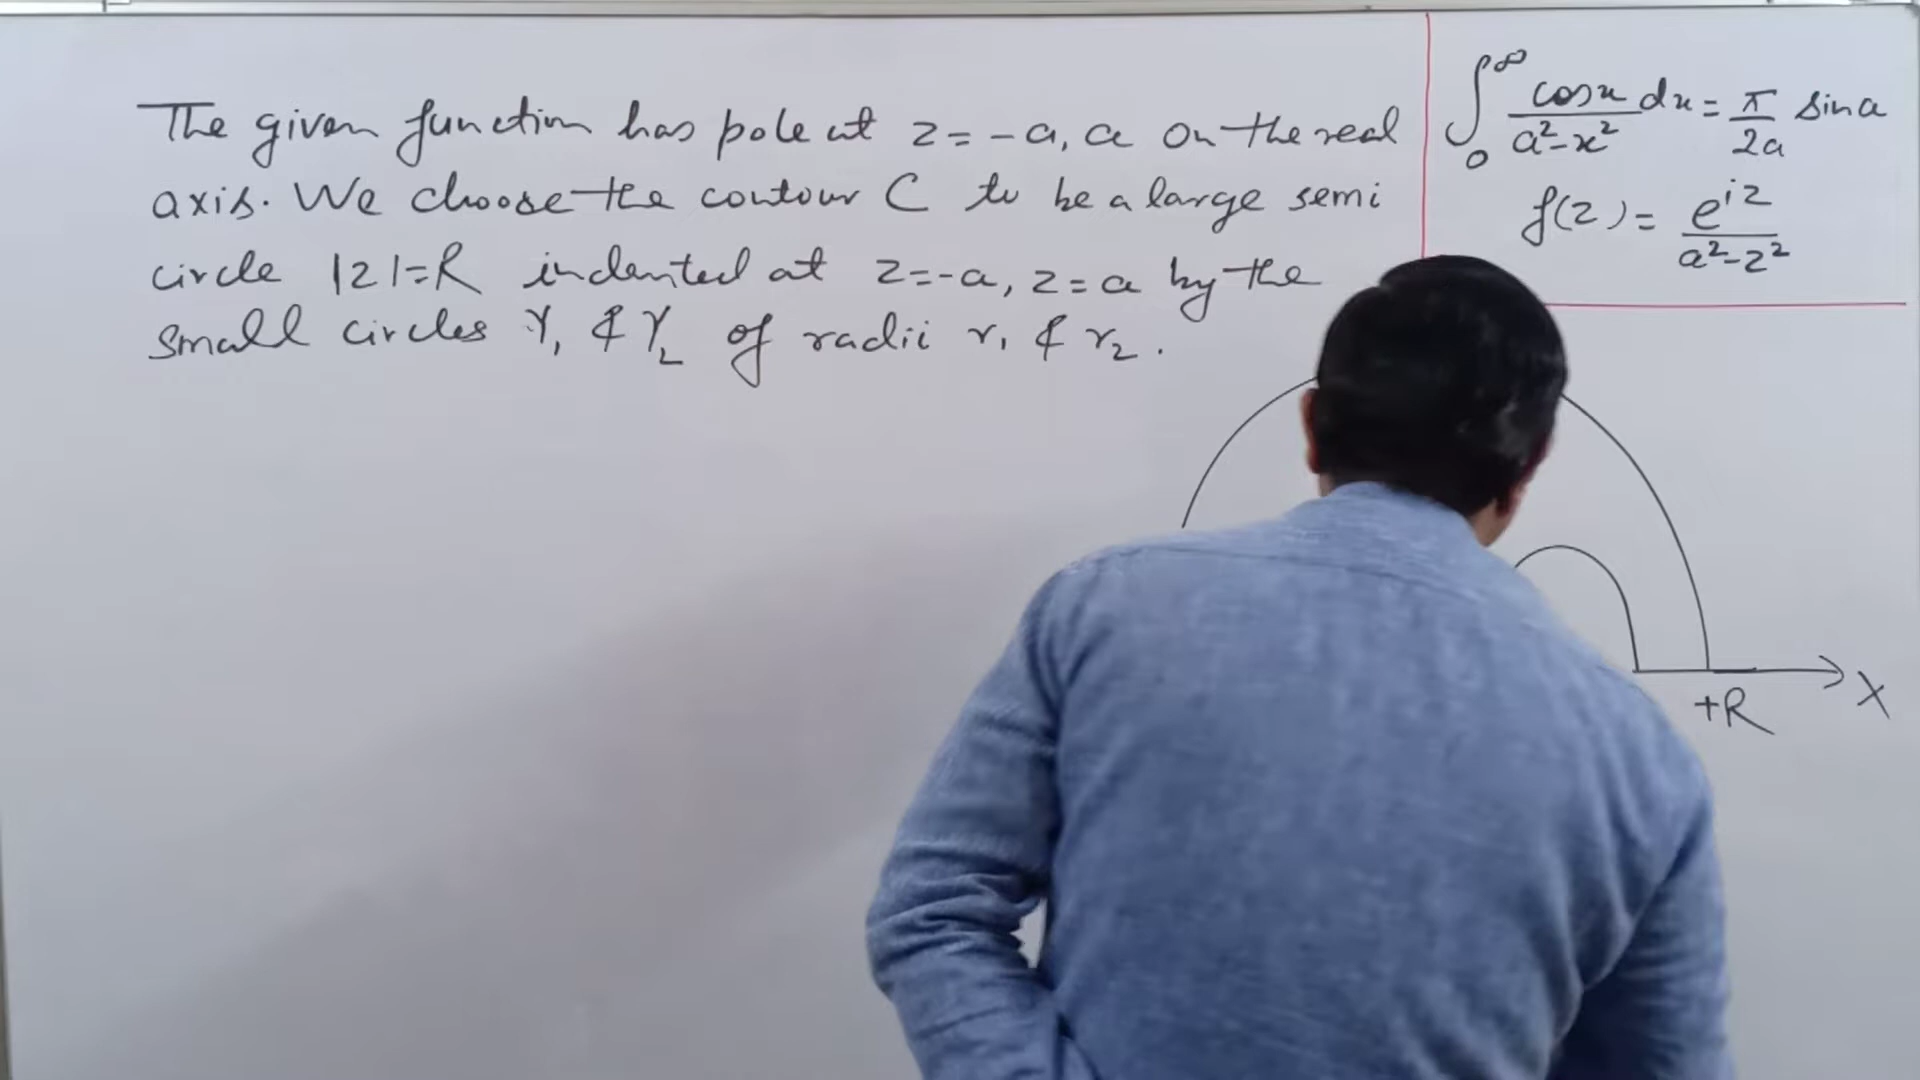 The given function has pole at z = -a, a on the real
axis. We choose the contour C to be a large semi
circle |z|=R indented at z=-a, z=a by the
small circles γ₁ & γ₂ of radii r₁ & r₂.
∫₀^∞ cosx/(a²-x²) dx = π/2a sin a
f(z) = e^{iz}/(a²-z²)
+R X